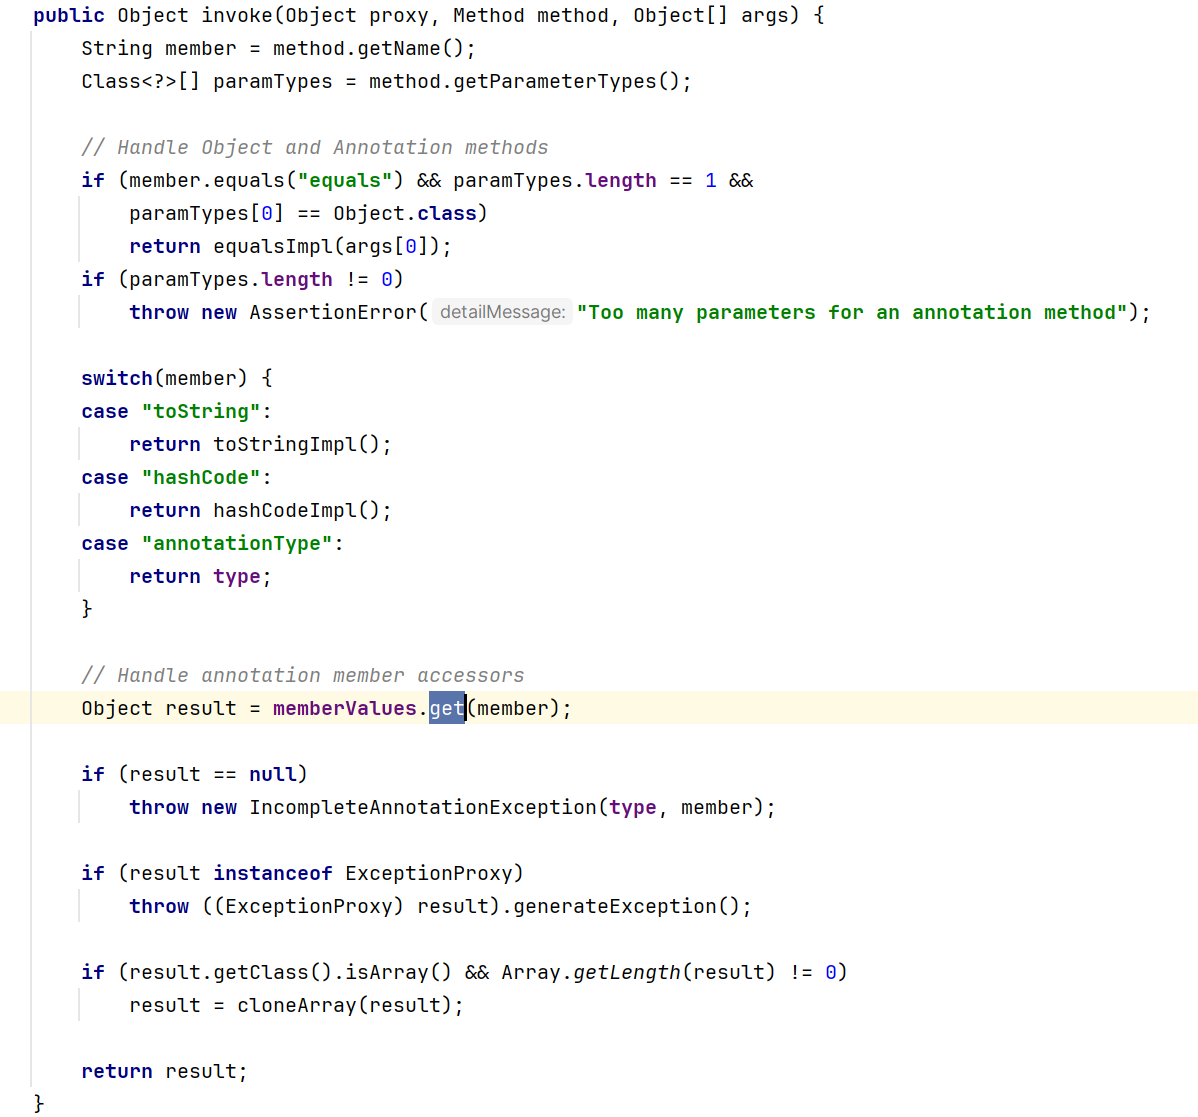 public Object invoke(Object proxy, Method method, Object[] args) {
    String member = method.getName();
    Class<?>[] paramTypes = method.getParameterTypes();

    // Handle Object and Annotation methods
    if (member.equals("equals") && paramTypes.length == 1 &&
        paramTypes[0] == Object.class)
        return equalsImpl(args[0]);
    if (paramTypes.length != 0)
        throw new AssertionError( detailMessage: "Too many parameters for an annotation method");

    switch(member) {
    case "toString":
        return toStringImpl();
    case "hashCode":
        return hashCodeImpl();
    case "annotationType":
        return type;
    }

    // Handle annotation member accessors
    Object result = memberValues.get(member);

    if (result == null)
        throw new IncompleteAnnotationException(type, member);

    if (result instanceof ExceptionProxy)
        throw ((ExceptionProxy) result).generateException();

    if (result.getClass().isArray() && Array.getLength(result) != 0)
        result = cloneArray(result);

    return result;
}